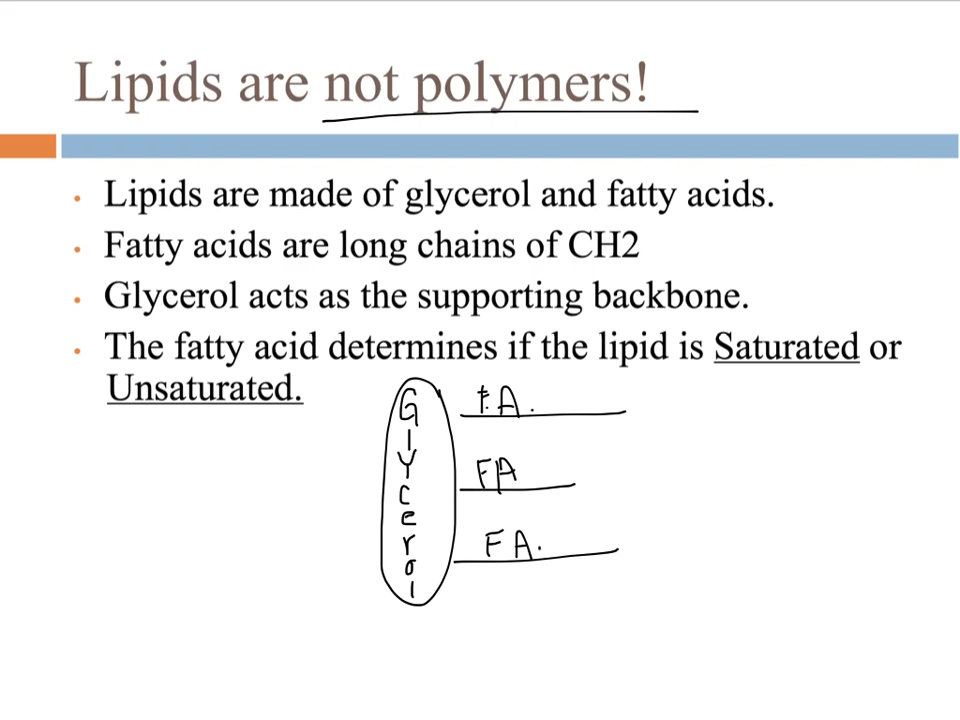 Lipids are not polymers!
• Lipids are made of glycerol and fatty acids.
• Fatty acids are long chains of CH2
• Glycerol acts as the supporting backbone.
• The fatty acid determines if the lipid is Saturated or
Unsaturated.
Glycerol
F.A.
FA
FA.